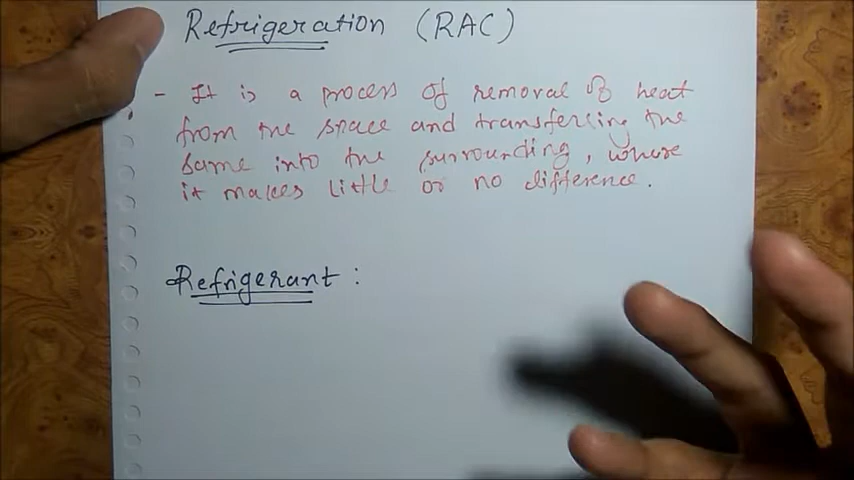 Refrigeration (RAC)
- It is a process of removal of heat
from the space and transferring the
same into the surrounding, where
it makes little or no difference.
Refrigerant :